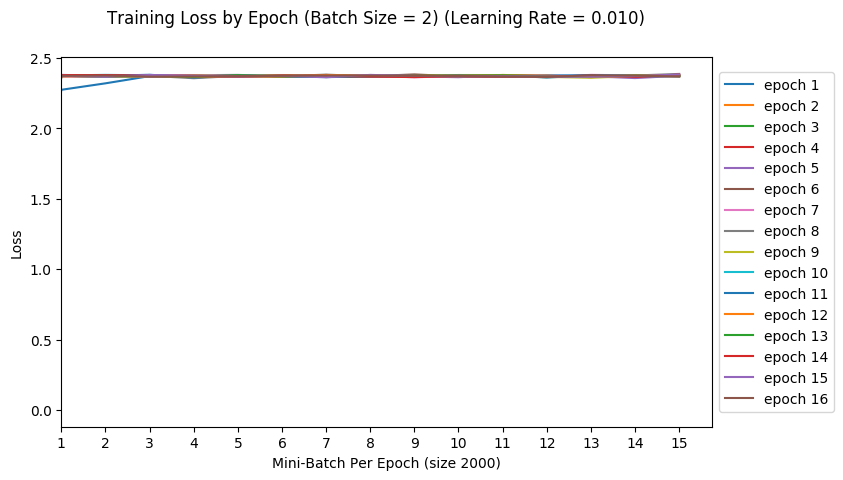 Training Loss by Epoch (Batch Size = 2) (Learning Rate = 0.010)
2.5
2.0
1.5
1.0
0.5
0.0
Loss
1 2 3 4 5 6 7 8 9 10 11 12 13 14 15
Mini-Batch Per Epoch (size 2000)
epoch 1
epoch 2
epoch 3
epoch 4
epoch 5
epoch 6
epoch 7
epoch 8
epoch 9
epoch 10
epoch 11
epoch 12
epoch 13
epoch 14
epoch 15
epoch 16